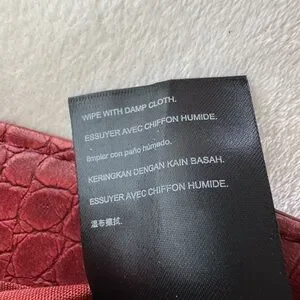 WIPE WITH DAMP CLOTH.
ESSUYER AVEC CHIFFON HUMIDE.
limpiar con paño húmedo.
KERINGKAN DENGAN KAIN BASAH.
ESSUYER AVEC CHIFFON HUMIDE.
湿布擦拭.